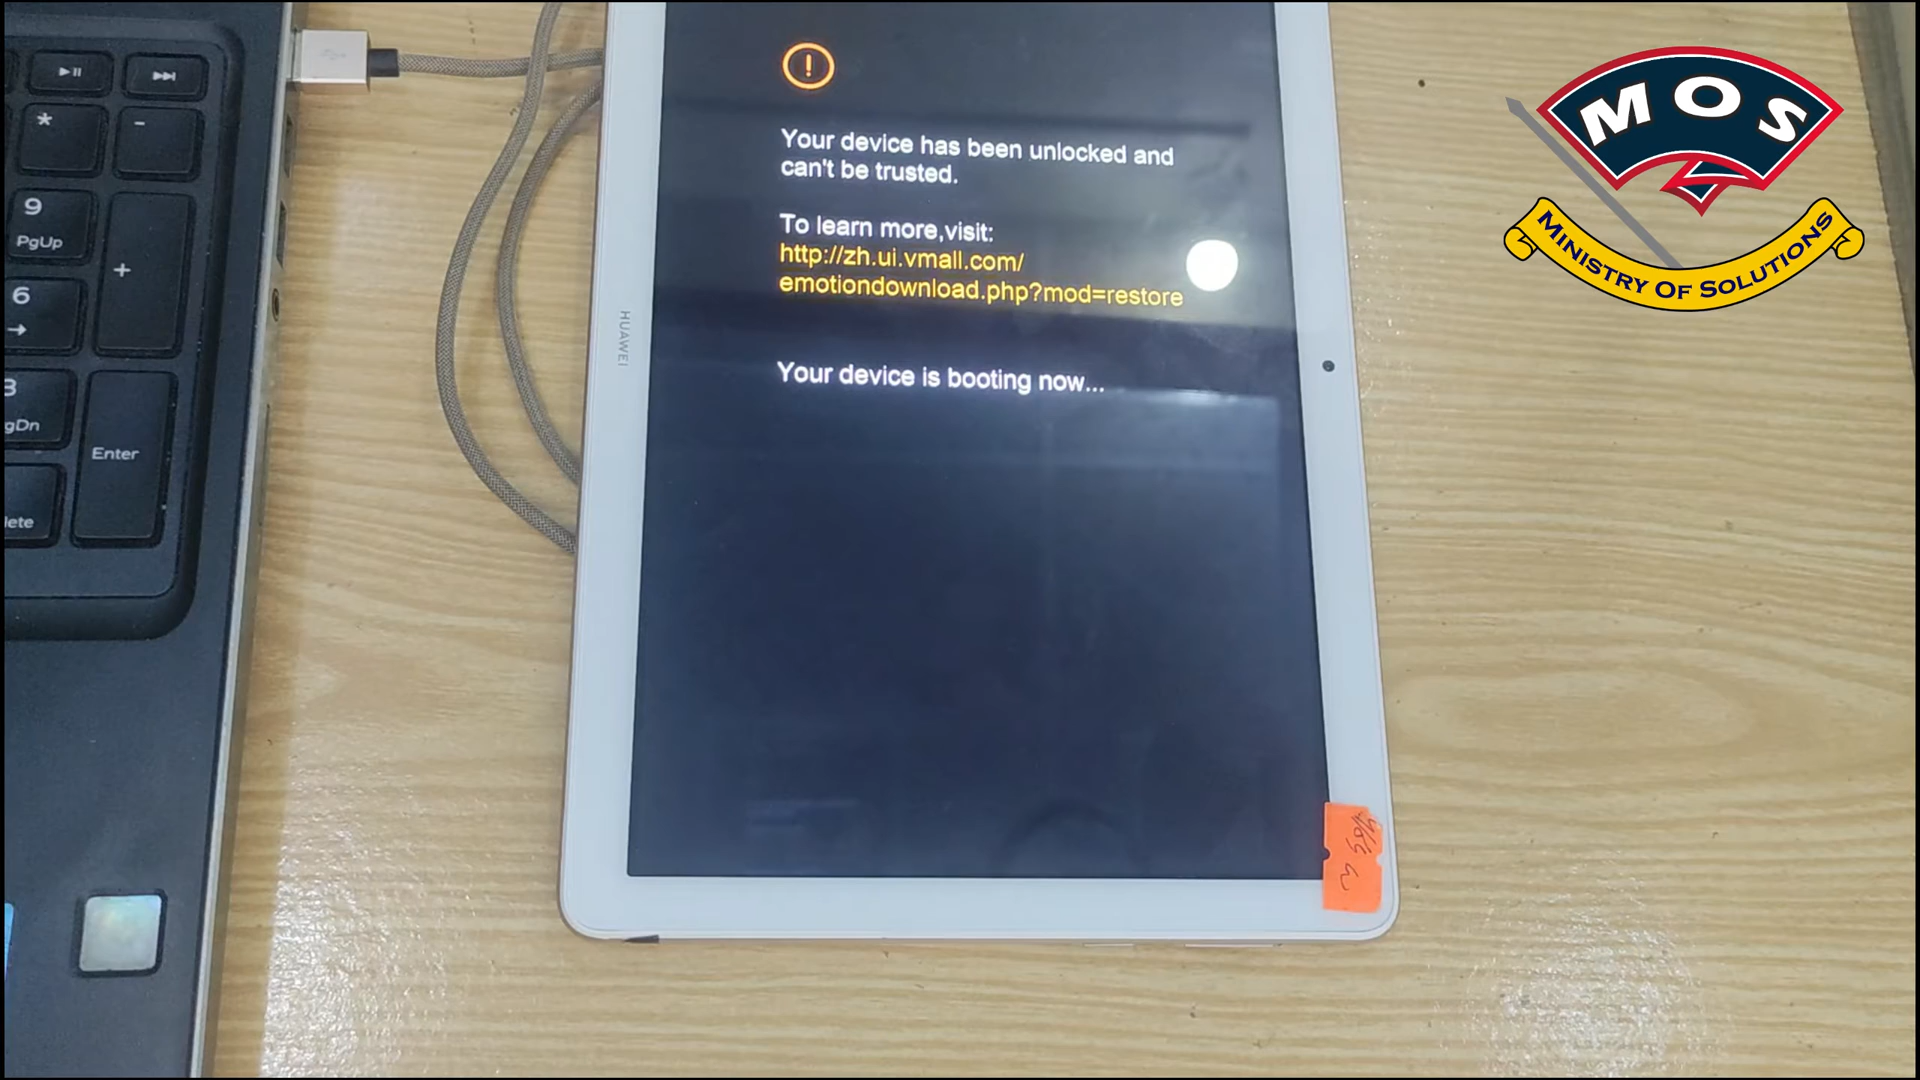 Your device has been unlocked and
can't be trusted.
To learn more,visit:
http://zh.ui.vmall.com/
emotiondownload.php?mod=restore
Your device is booting now...
HUAWEI
MOS
MINISTRY OF SOLUTIONS
*
-
9
PgUp
+
6
Enter